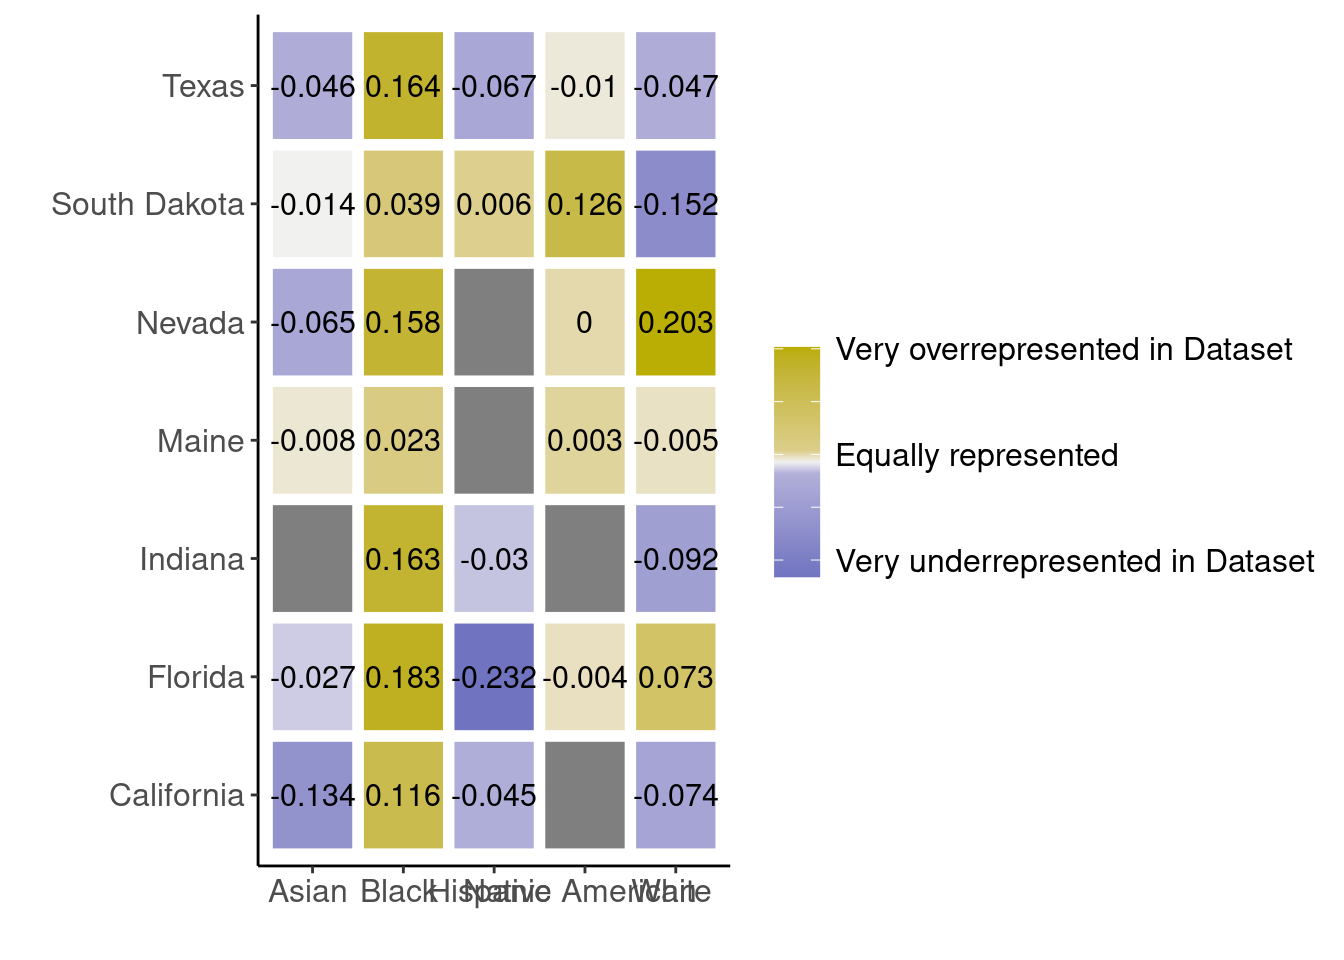 Texas -0.046 0.164 -0.067 -0.01 -0.047
South Dakota -0.014 0.039 0.006 0.126 -0.152
Nevada -0.065 0.158 0 0.203
Maine -0.008 0.023 0.003 -0.005
Indiana 0.163 -0.03 -0.092
Florida -0.027 0.183 -0.232 -0.004 0.073
California -0.134 0.116 -0.045 -0.074
Asian Black Hispanic Native American White
Very overrepresented in Dataset
Equally represented
Very underrepresented in Dataset